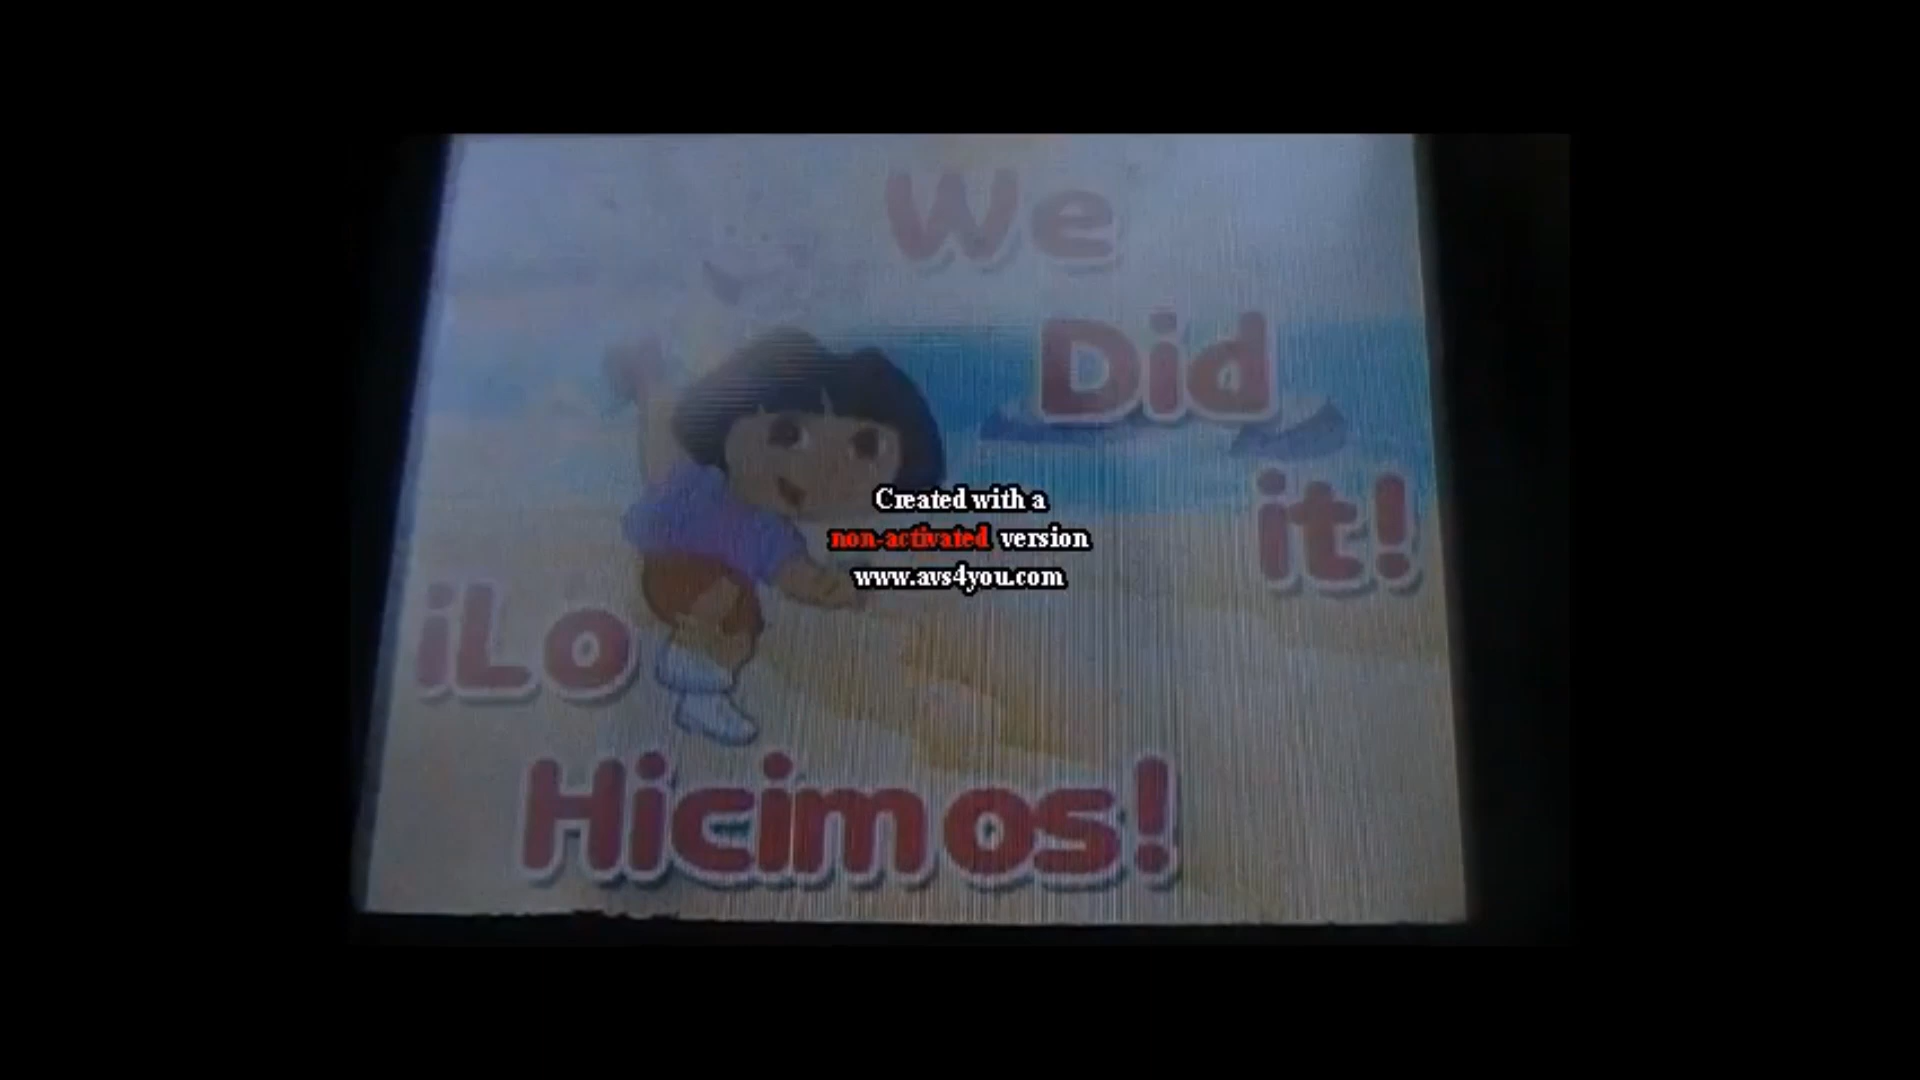 We
Did
it!
Created with a
non-activated version
www.avs4you.com
¡Lo
Hicimos!